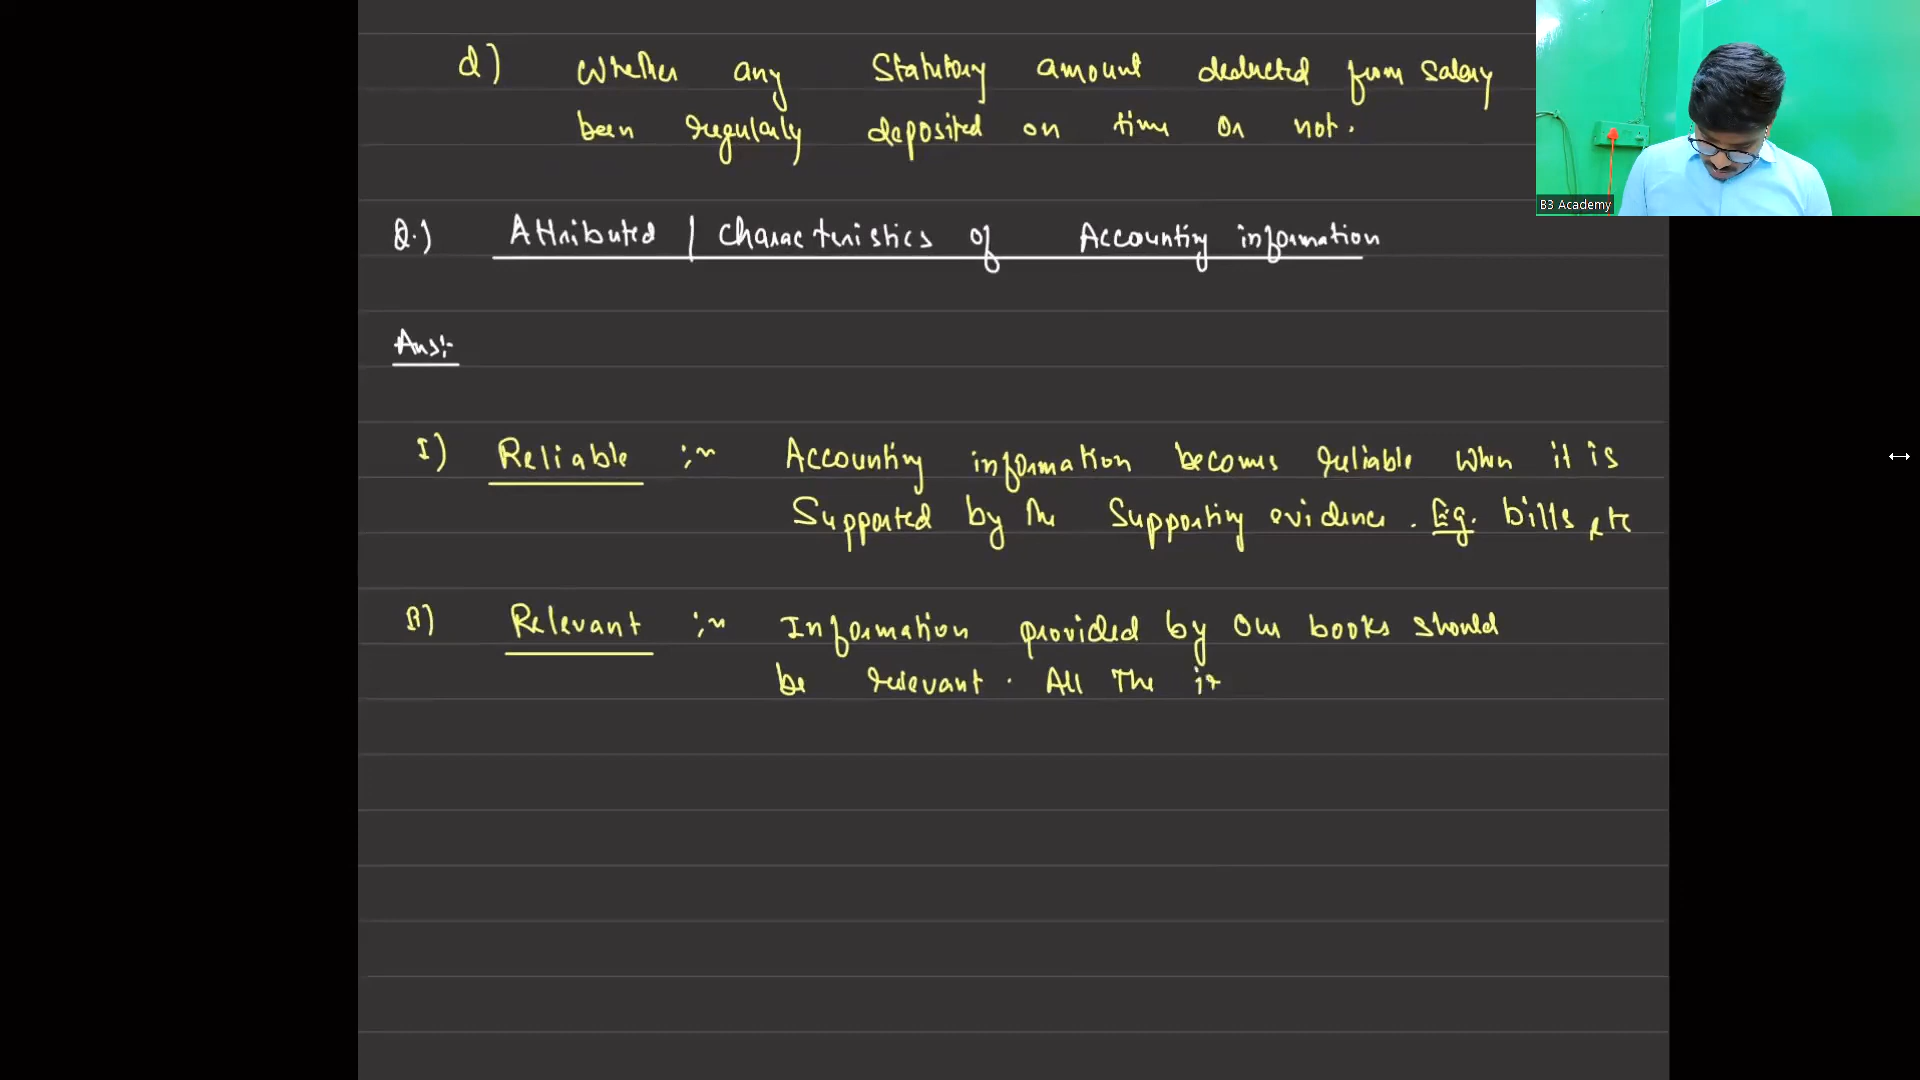 d) Whether any Statutory amount deducted from Salary
been regularly deposited on time or not.
B3 Academy
Q.) Attributed / Characteristics of Accounting information
Ans:-
I) Reliable :~ Accounting information becomes reliable when it is
Supported by the Supporting evidence. Eg. bills, etc
II) Relevant :~ Information provided by our books should
be relevant. All the